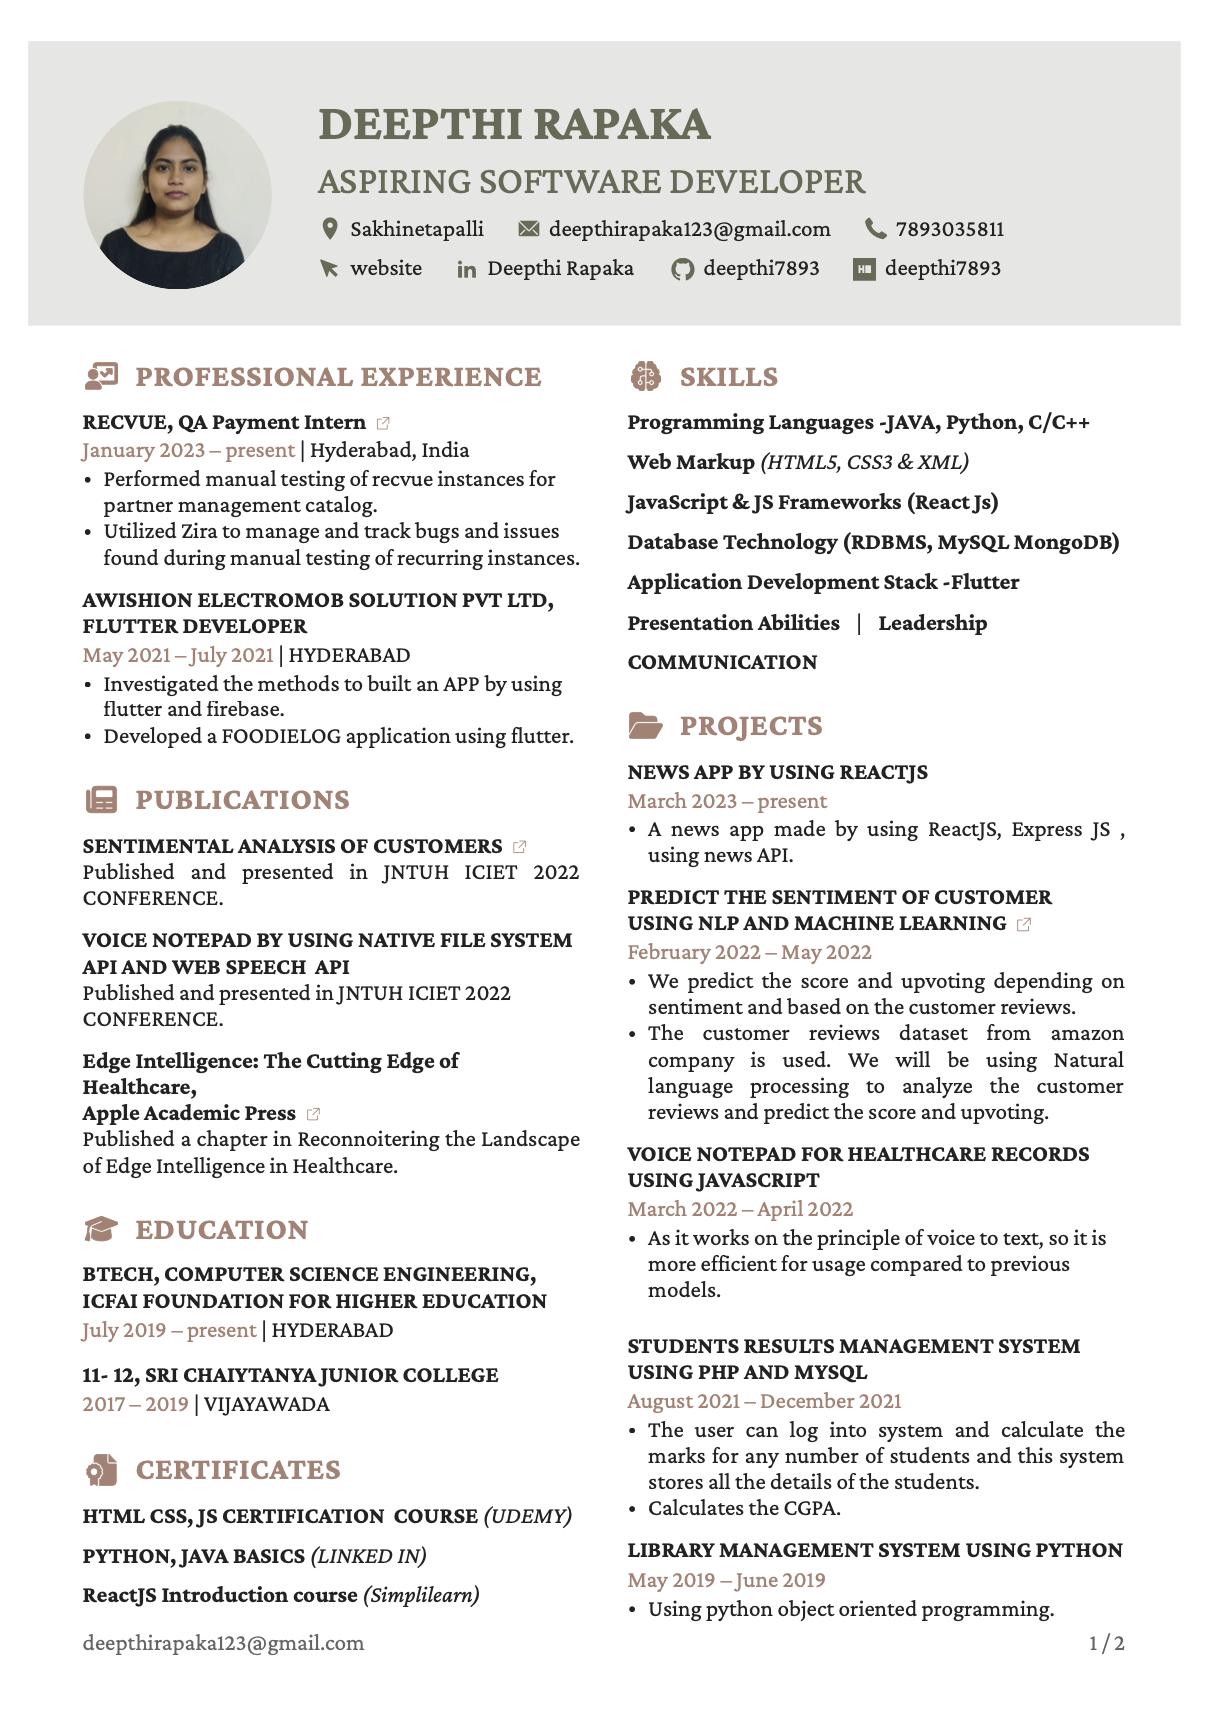 DEEPTHI RAPAKA
ASPIRING SOFTWARE DEVELOPER
Sakhinetapalli deepthirapaka123@gmail.com 7893035811
website in Deepthi Rapaka deepthi7893 H deepthi7893
PROFESSIONAL EXPERIENCE
RECVUE, QA Payment Intern
January 2023 – present | Hyderabad, India
• Performed manual testing of recvue instances for
partner management catalog.
• Utilized Zira to manage and track bugs and issues
found during manual testing of recurring instances.
AWISHION ELECTROMOB SOLUTION PVT LTD,
FLUTTER DEVELOPER
May 2021 – July 2021 | HYDERABAD
• Investigated the methods to built an APP by using
flutter and firebase.
• Developed a FOODIELOG application using flutter.
PUBLICATIONS
SENTIMENTAL ANALYSIS OF CUSTOMERS
Published and presented in JNTUH ICIET 2022
CONFERENCE.
VOICE NOTEPAD BY USING NATIVE FILE SYSTEM
API AND WEB SPEECH API
Published and presented in JNTUH ICIET 2022
CONFERENCE.
Edge Intelligence: The Cutting Edge of
Healthcare,
Apple Academic Press
Published a chapter in Reconnoitering the Landscape
of Edge Intelligence in Healthcare.
EDUCATION
BTECH, COMPUTER SCIENCE ENGINEERING,
ICFAI FOUNDATION FOR HIGHER EDUCATION
July 2019 – present | HYDERABAD
11- 12, SRI CHAIYTANYA JUNIOR COLLEGE
2017 – 2019 | VIJAYAWADA
CERTIFICATES
HTML CSS, JS CERTIFICATION COURSE (UDEMY)
PYTHON, JAVA BASICS (LINKED IN)
ReactJS Introduction course (Simplilearn)
SKILLS
Programming Languages -JAVA, Python, C/C++
Web Markup (HTML5, CSS3 & XML)
JavaScript & JS Frameworks (React Js)
Database Technology (RDBMS, MySQL MongoDB)
Application Development Stack -Flutter
Presentation Abilities | Leadership
COMMUNICATION
PROJECTS
NEWS APP BY USING REACTJS
March 2023 – present
• A news app made by using ReactJS, Express JS ,
using news API.
PREDICT THE SENTIMENT OF CUSTOMER
USING NLP AND MACHINE LEARNING
February 2022 – May 2022
• We predict the score and upvoting depending on
sentiment and based on the customer reviews.
• The customer reviews dataset from amazon
company is used. We will be using Natural
language processing to analyze the customer
reviews and predict the score and upvoting.
VOICE NOTEPAD FOR HEALTHCARE RECORDS
USING JAVASCRIPT
March 2022 – April 2022
• As it works on the principle of voice to text, so it is
more efficient for usage compared to previous
models.
STUDENTS RESULTS MANAGEMENT SYSTEM
USING PHP AND MYSQL
August 2021 – December 2021
• The user can log into system and calculate the
marks for any number of students and this system
stores all the details of the students.
• Calculates the CGPA.
LIBRARY MANAGEMENT SYSTEM USING PYTHON
May 2019 – June 2019
• Using python object oriented programming.
deepthirapaka123@gmail.com 1 / 2